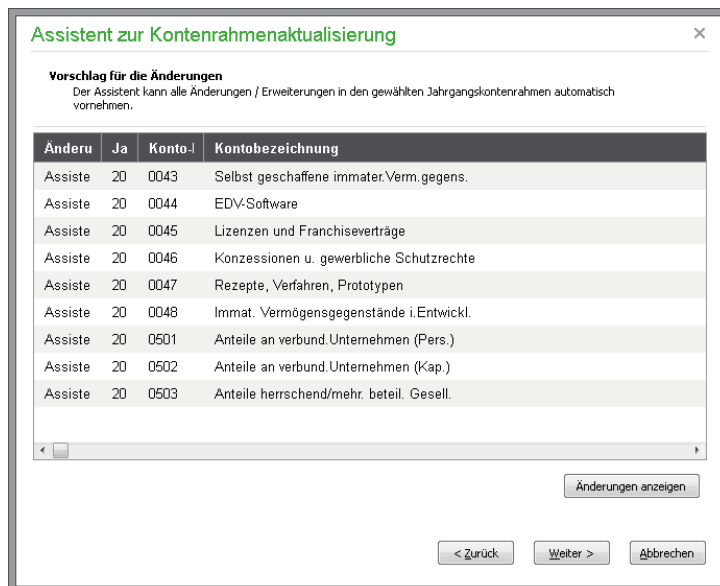 Assistent zur Kontenrahmenaktualisierung
Vorschlag für die Änderungen
Der Assistent kann alle Änderungen / Erweiterungen in den gewählten Jahrgangskontenrahmen automatisch
vornehmen.
Änderu Ja Konto-l Kontobezeichnung
Assiste 20 0043 Selbst geschaffene immater.Verm.gegens.
Assiste 20 0044 EDV-Software
Assiste 20 0045 Lizenzen und Franchiseverträge
Assiste 20 0046 Konzessionen u. gewerbliche Schutzrechte
Assiste 20 0047 Rezepte, Verfahren, Prototypen
Assiste 20 0048 Immat. Vermögensgegenstände i.Entwickl.
Assiste 20 0501 Anteile an verbund.Unternehmen (Pers.)
Assiste 20 0502 Anteile an verbund.Unternehmen (Kap.)
Assiste 20 0503 Anteile herrschend/mehr. beteil. Gesell.
Änderungen anzeigen
< Zurück Weiter > Abbrechen